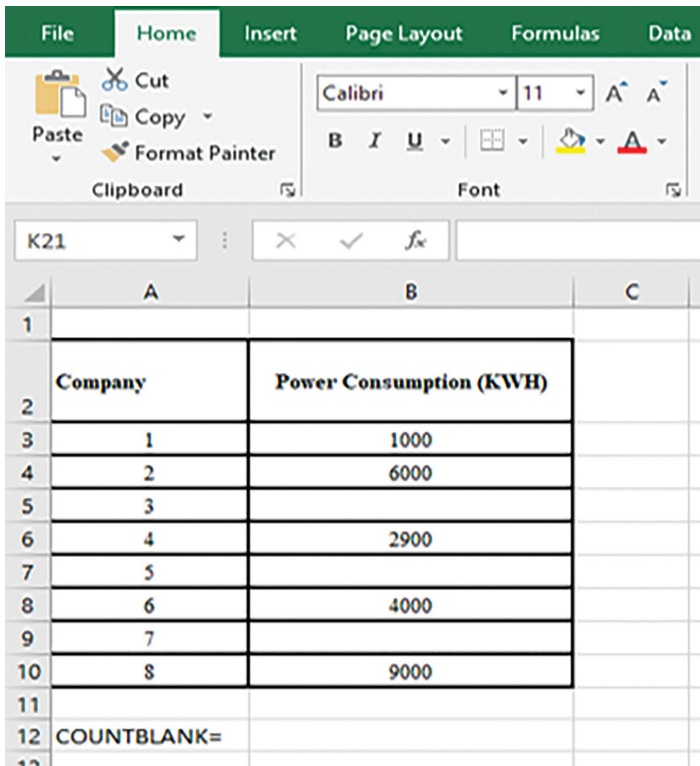 File Home Insert Page Layout Formulas Data
Cut
Copy
Paste
Format Painter
Clipboard
Calibri 11 A A
B I U A
Font
K21 fx
A B C
1
2 Company Power Consumption (KWH)
3 1 1000
4 2 6000
5 3
6 4 2900
7 5
8 6 4000
9 7
10 8 9000
11
12 COUNTBLANK=